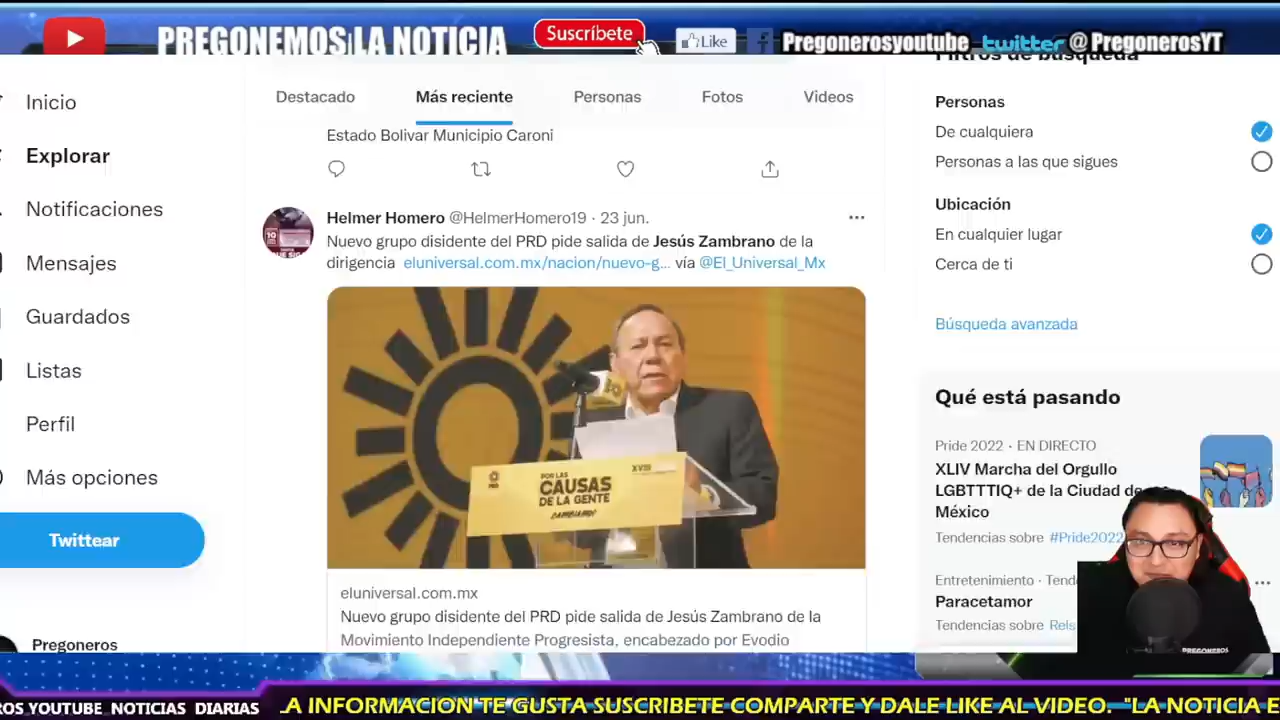 PREGONEMOS LA NOTICIA
Suscríbete
Like
Pregonerosyoutube
twitter @PregonerosYT
Inicio
Explorar
Notificaciones
Mensajes
Guardados
Listas
Perfil
Más opciones
Twittear
Pregoneros
Destacado
Más reciente
Personas
Fotos
Videos
Estado Bolivar Municipio Caroni
Helmer Homero @HelmerHomero19 · 23 jun.
Nuevo grupo disidente del PRD pide salida de Jesús Zambrano de la
dirigencia eluniversal.com.mx/nacion/nuevo-g... vía @El_Universal_Mx
PRD
POR LAS
CAUSAS
DE LA GENTE
XVIII
eluniversal.com.mx
Nuevo grupo disidente del PRD pide salida de Jesús Zambrano de la
Movimiento Independiente Progresista, encabezado por Evodio
Filtros de búsqueda
Personas
De cualquiera
Personas a las que sigues
Ubicación
En cualquier lugar
Cerca de ti
Búsqueda avanzada
Qué está pasando
Pride 2022 · EN DIRECTO
XLIV Marcha del Orgullo
LGBTTTIQ+ de la Ciudad de
México
Tendencias sobre #Pride2022
Entretenimiento · Tend
Paracetamor
Tendencias sobre Rels
PREGONEROS
ROS YOUTUBE NOTICIAS DIARIAS
LA INFORMACION TE GUSTA SUSCRIBETE COMPARTE Y DALE LIKE AL VIDEO. "LA NOTICIA E